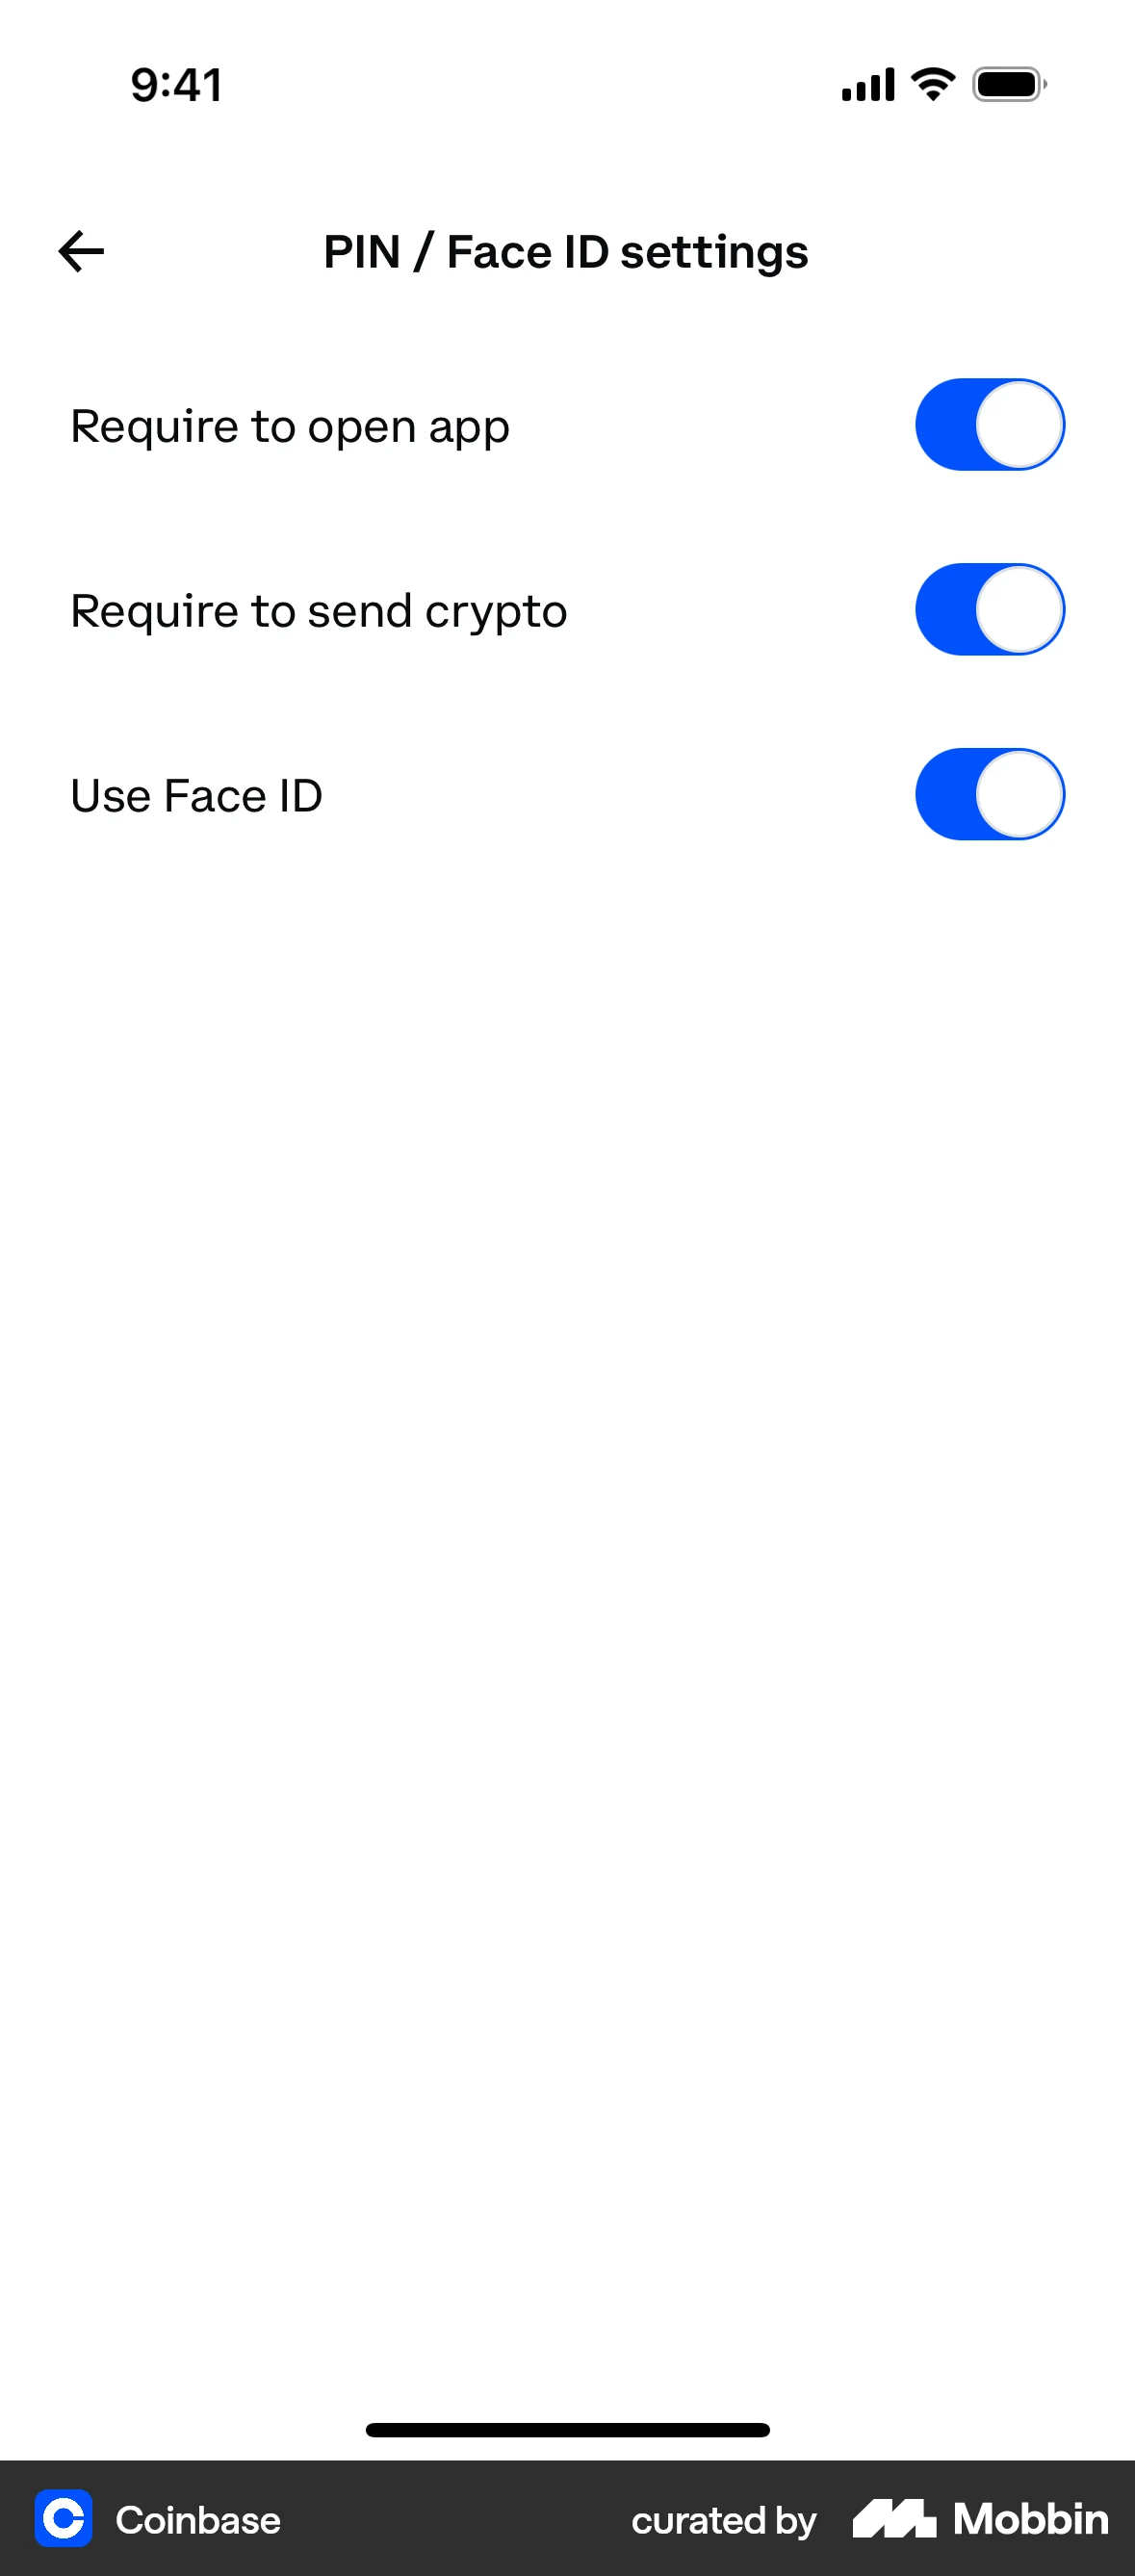 9:41
PIN / Face ID settings
Require to open app
Require to send crypto
Use Face ID
Coinbase
curated by Mobbin